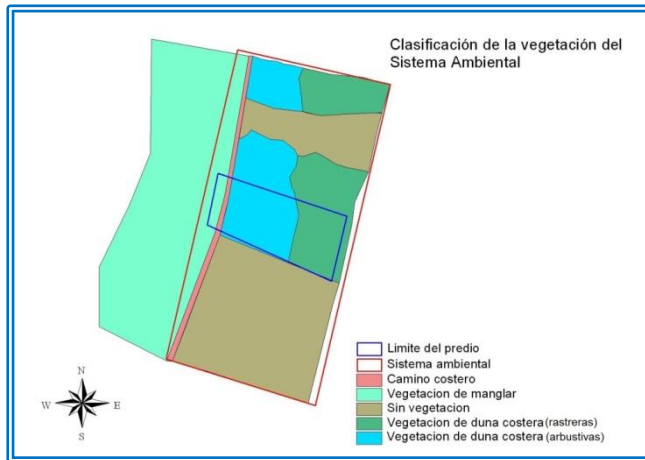 Clasificación de la vegetación del
Sistema Ambiental
Limite del predio
Sistema ambiental
Camino costero
Vegetacion de manglar
Sin vegetacion
Vegetacion de duna costera (rastreras)
Vegetacion de duna costera (arbustivas)
N
W E
S